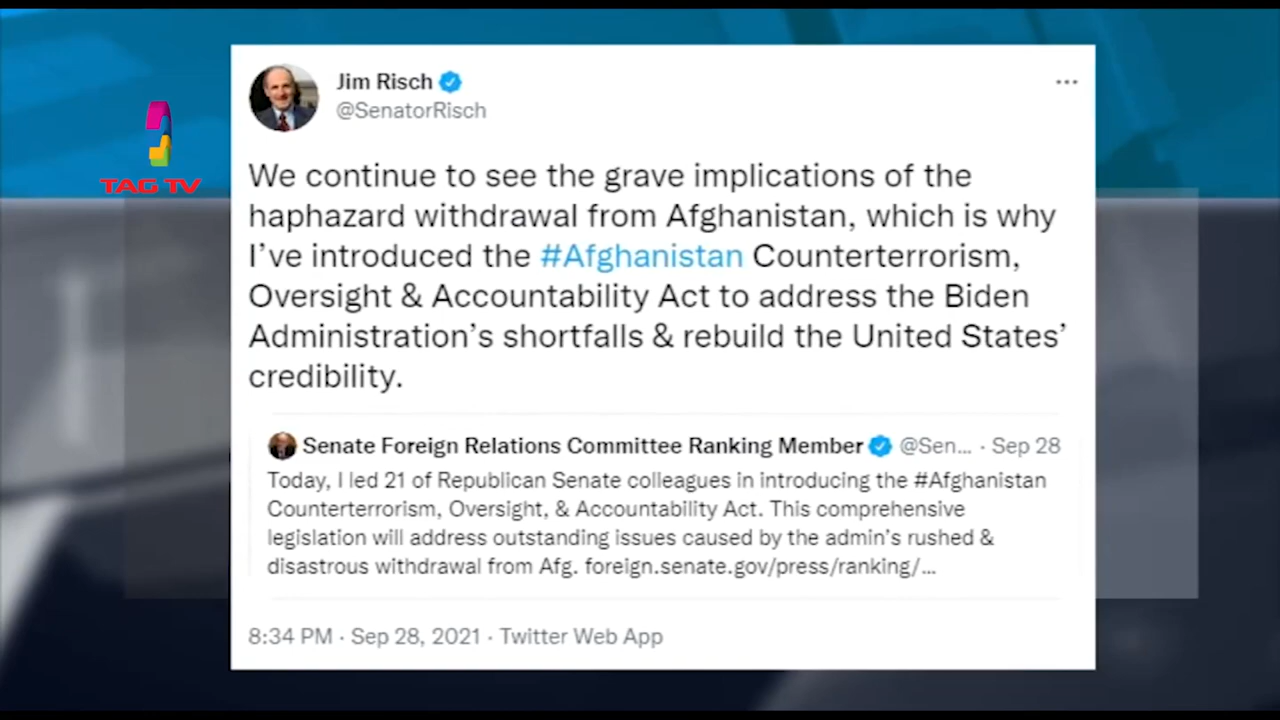 TAG TV
Jim Risch
@SenatorRisch
We continue to see the grave implications of the
haphazard withdrawal from Afghanistan, which is why
I’ve introduced the #Afghanistan Counterterrorism,
Oversight & Accountability Act to address the Biden
Administration’s shortfalls & rebuild the United States’
credibility.
Senate Foreign Relations Committee Ranking Member @Sen... · Sep 28
Today, I led 21 of Republican Senate colleagues in introducing the #Afghanistan
Counterterrorism, Oversight, & Accountability Act. This comprehensive
legislation will address outstanding issues caused by the admin’s rushed &
disastrous withdrawal from Afg. foreign.senate.gov/press/ranking/...
8:34 PM · Sep 28, 2021 · Twitter Web App